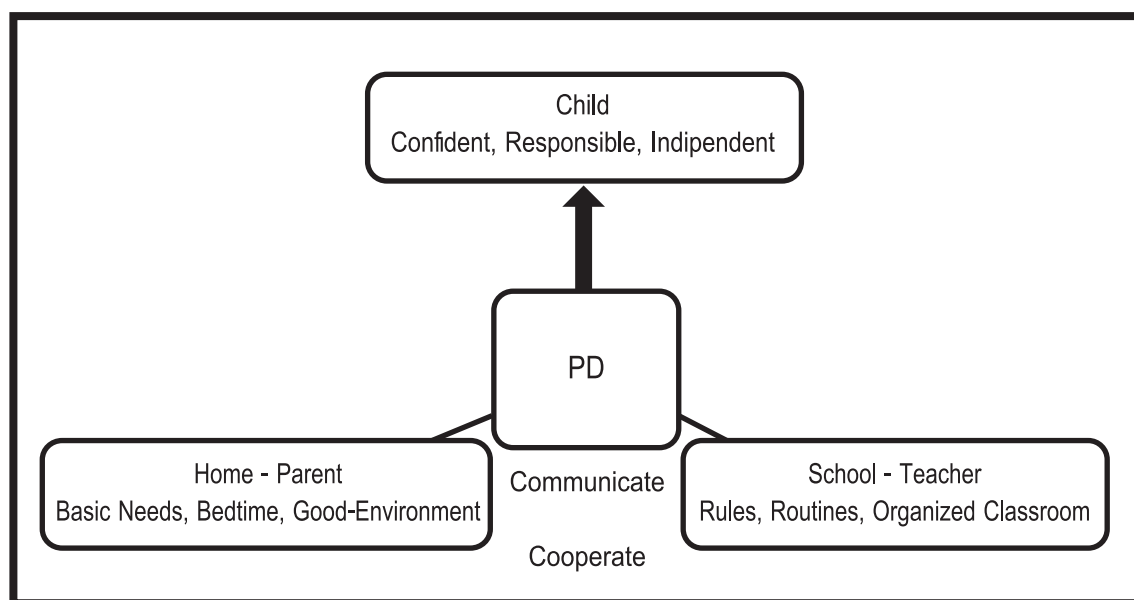 Child
Confident, Responsible, Indipendent
PD
Home - Parent
Basic Needs, Bedtime, Good-Environment
Communicate
Cooperate
School - Teacher
Rules, Routines, Organized Classroom